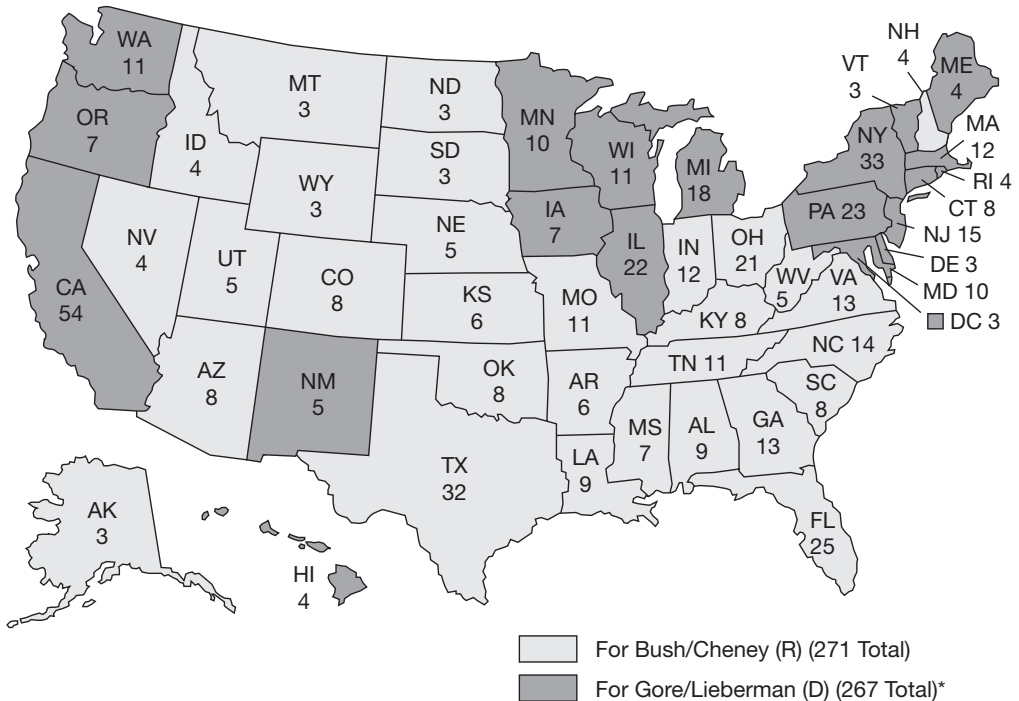 WA
11
OR
7
CA
54
NV
4
ID
4
MT
3
WY
3
UT
5
AZ
8
CO
8
NM
5
ND
3
SD
3
NE
5
KS
6
OK
8
TX
32
MN
10
IA
7
MO
11
AR
6
LA
9
WI
11
IL
22
MI
18
IN
12
OH
21
KY 8
TN 11
MS
7
AL
9
GA
13
FL
25
SC
8
NC 14
VA
13
WV
5
PA 23
NY
33
VT
3
NH
4
ME
4
MA
12
RI 4
CT 8
NJ 15
DE 3
MD 10
DC 3
AK
3
HI
4
For Bush/Cheney (R) (271 Total)
For Gore/Lieberman (D) (267 Total)*